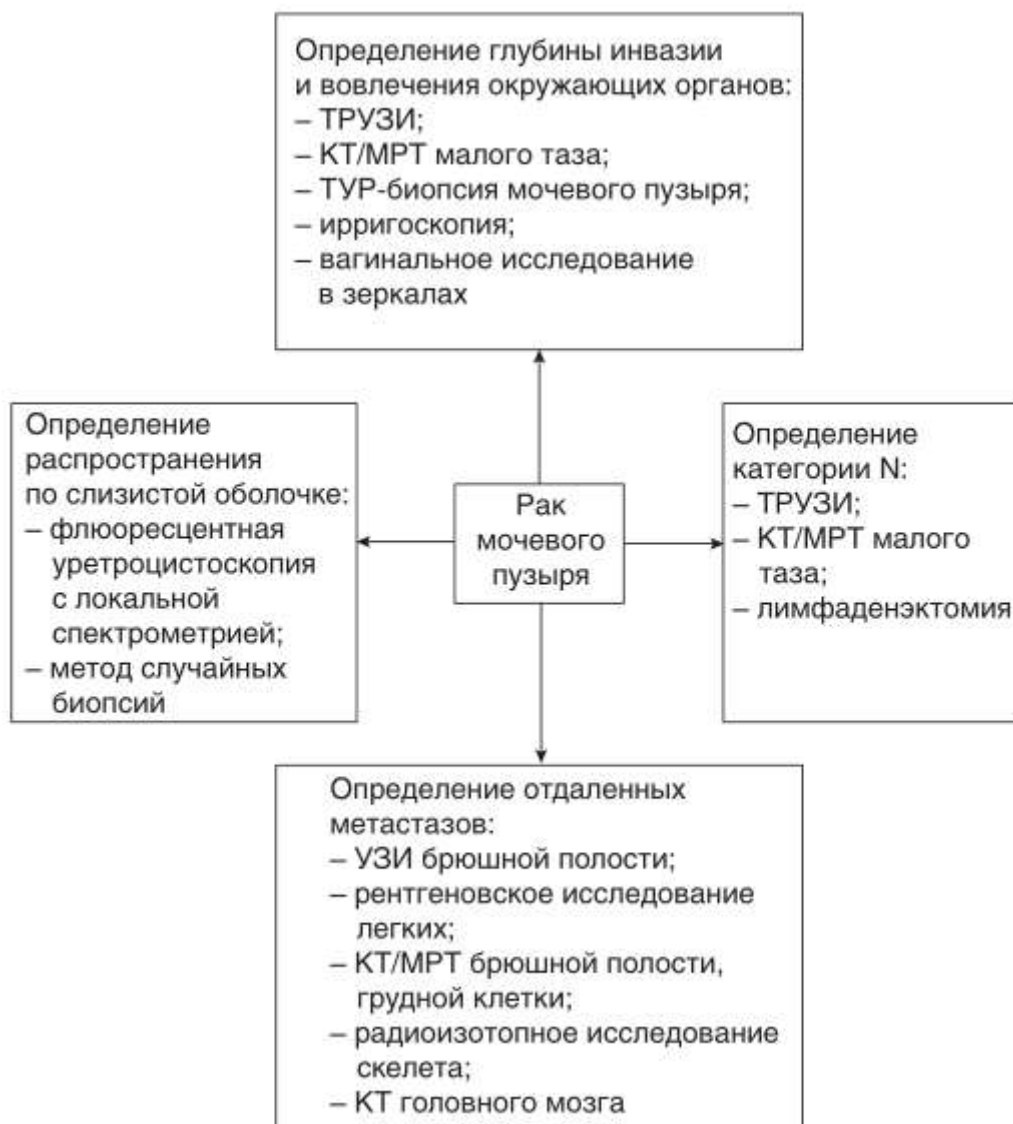 Определение глубины инвазии
и вовлечения окружающих органов:
– ТРУЗИ;
– КТ/МРТ малого таза;
– ТУР-биопсия мочевого пузыря;
– ирригоскопия;
– вагинальное исследование
в зеркалах
Определение
распространения
по слизистой оболочке:
– флюоресцентная
уретроцистоскопия
с локальной
спектрометрией;
– метод случайных
биопсий
Рак
мочевого
пузыря
Определение
категории N:
– ТРУЗИ;
– КТ/МРТ малого
таза;
– лимфаденэктомия
Определение отдаленных
метастазов:
– УЗИ брюшной полости;
– рентгеновское исследование
легких;
– КТ/МРТ брюшной полости,
грудной клетки;
– радиоизотопное исследование
скелета;
– КТ головного мозга